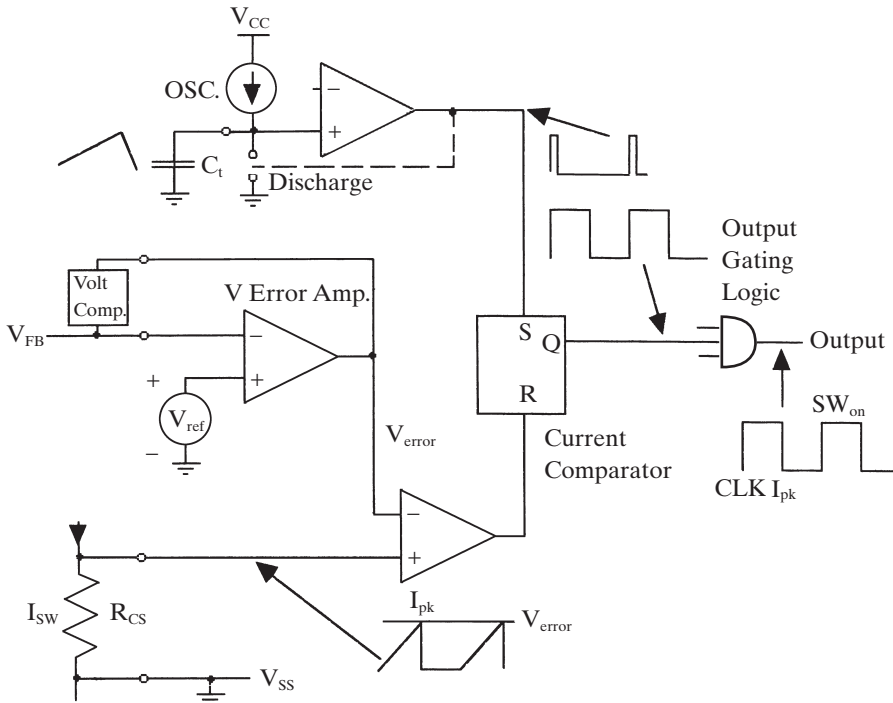 V_CC
OSC.
−
+
C_t
Discharge
Volt
Comp.
V Error Amp.
V_FB
−
+
+
V_ref
−
V_error
Output
Gating
Logic
S
Q
R
Output
SW_on
CLK I_pk
Current
Comparator
−
+
I_SW
R_CS
I_pk
V_error
V_SS